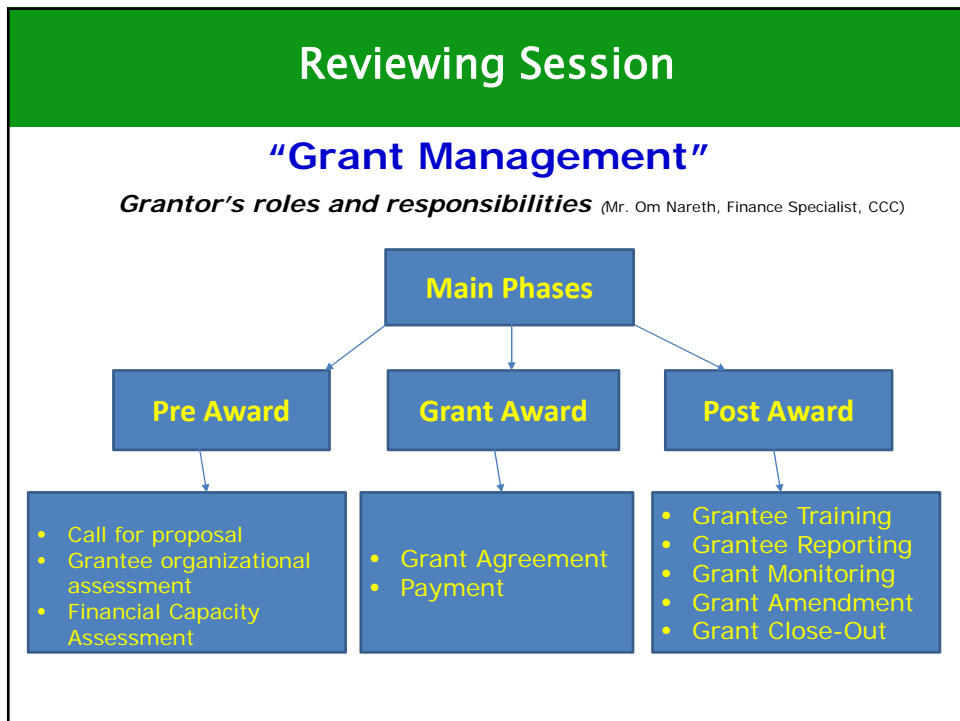 Reviewing Session
“Grant Management”
Grantor’s roles and responsibilities (Mr. Om Nareth, Finance Specialist, CCC)
Main Phases
Pre Award
Grant Award
Post Award
• Call for proposal
• Grantee organizational
assessment
• Financial Capacity
Assessment
• Grant Agreement
• Payment
• Grantee Training
• Grantee Reporting
• Grant Monitoring
• Grant Amendment
• Grant Close-Out